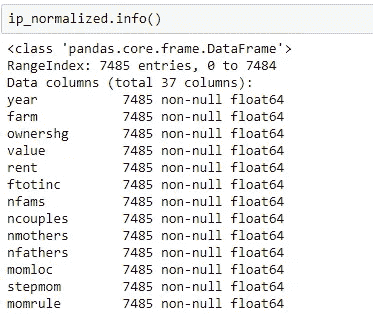 ip_normalized.info()
<class 'pandas.core.frame.DataFrame'>
RangeIndex: 7485 entries, 0 to 7484
Data columns (total 37 columns):
year 7485 non-null float64
farm 7485 non-null float64
ownershg 7485 non-null float64
value 7485 non-null float64
rent 7485 non-null float64
ftotinc 7485 non-null float64
nfams 7485 non-null float64
ncouples 7485 non-null float64
nmothers 7485 non-null float64
nfathers 7485 non-null float64
momloc 7485 non-null float64
stepmom 7485 non-null float64
momrule 7485 non-null float64